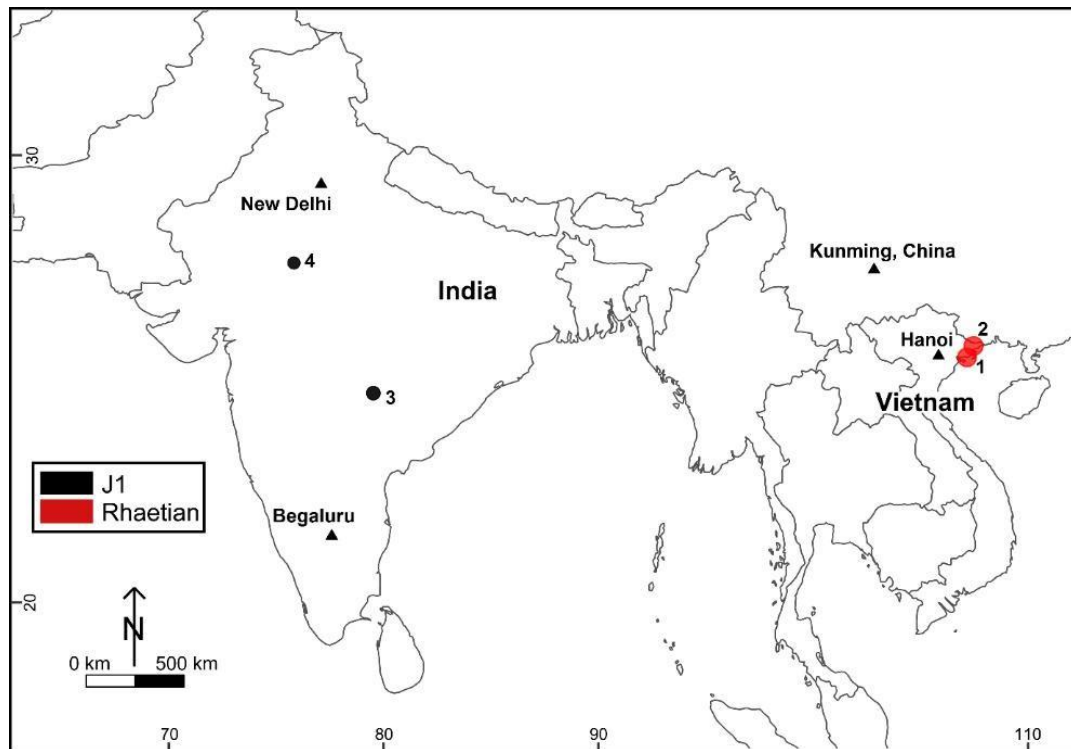 30
New Delhi
4
Kunming, China
India
2
Hanoi
1
Vietnam
3
J1
Rhaetian
Begaluru
20
N
0 km 500 km
70 80 90 110